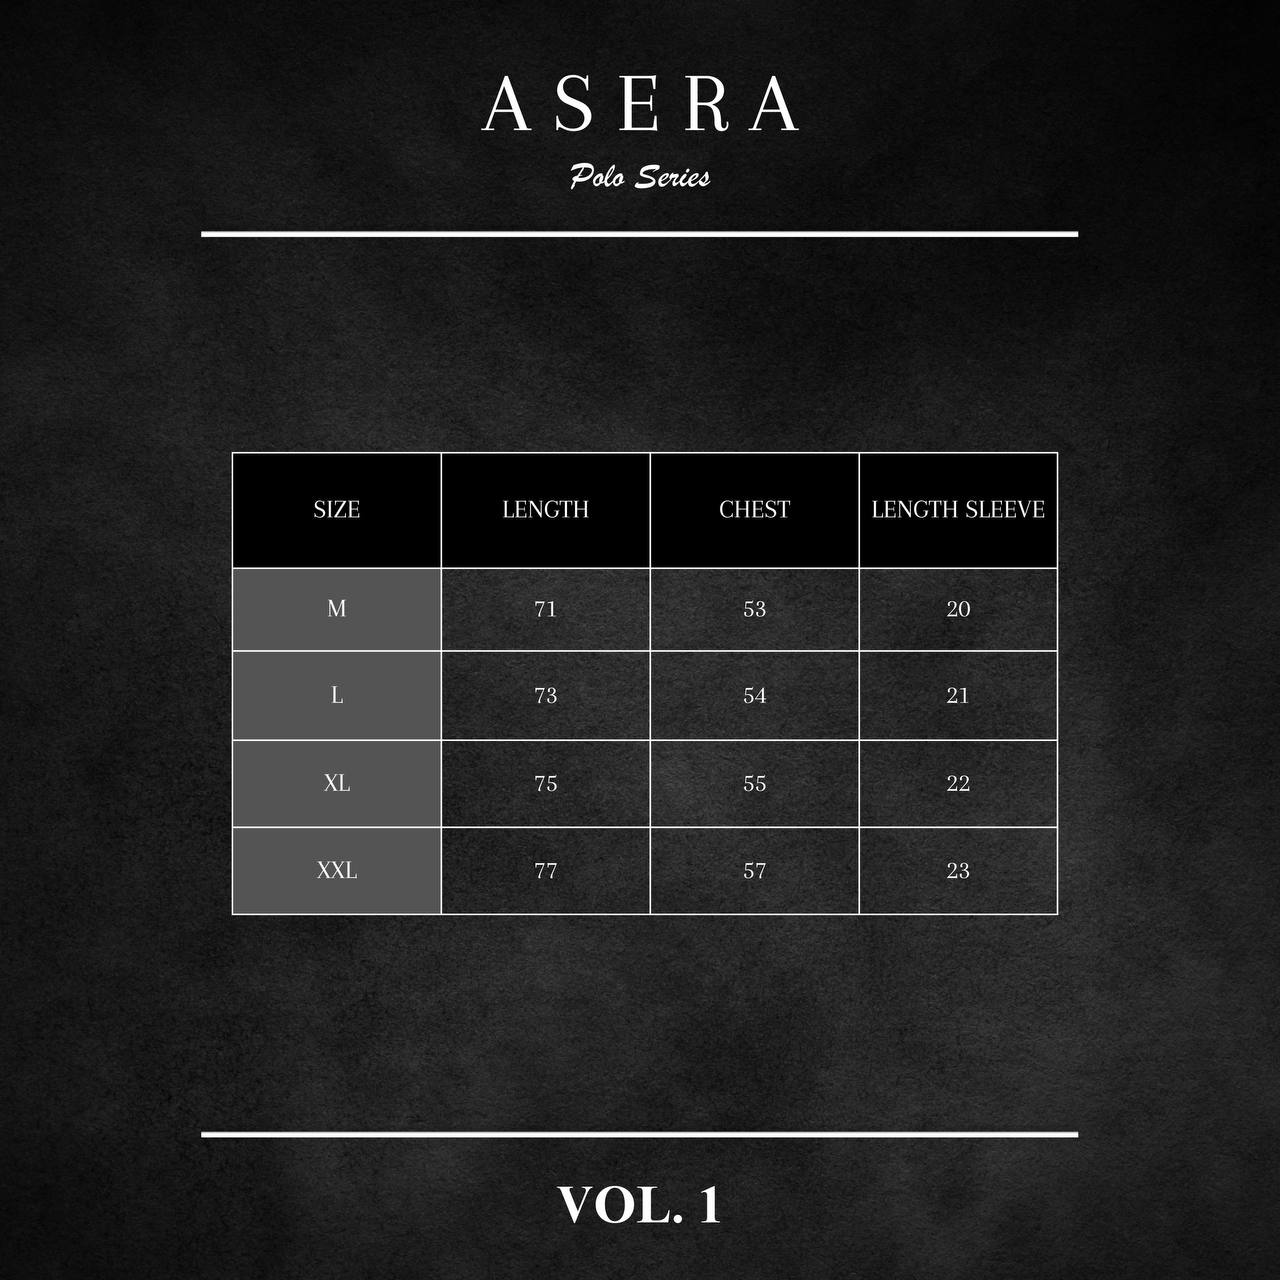 ASERA
Polo Series
SIZE LENGTH CHEST LENGTH SLEEVE
M 71 53 20
L 73 54 21
XL 75 55 22
XXL 77 57 23
VOL. 1